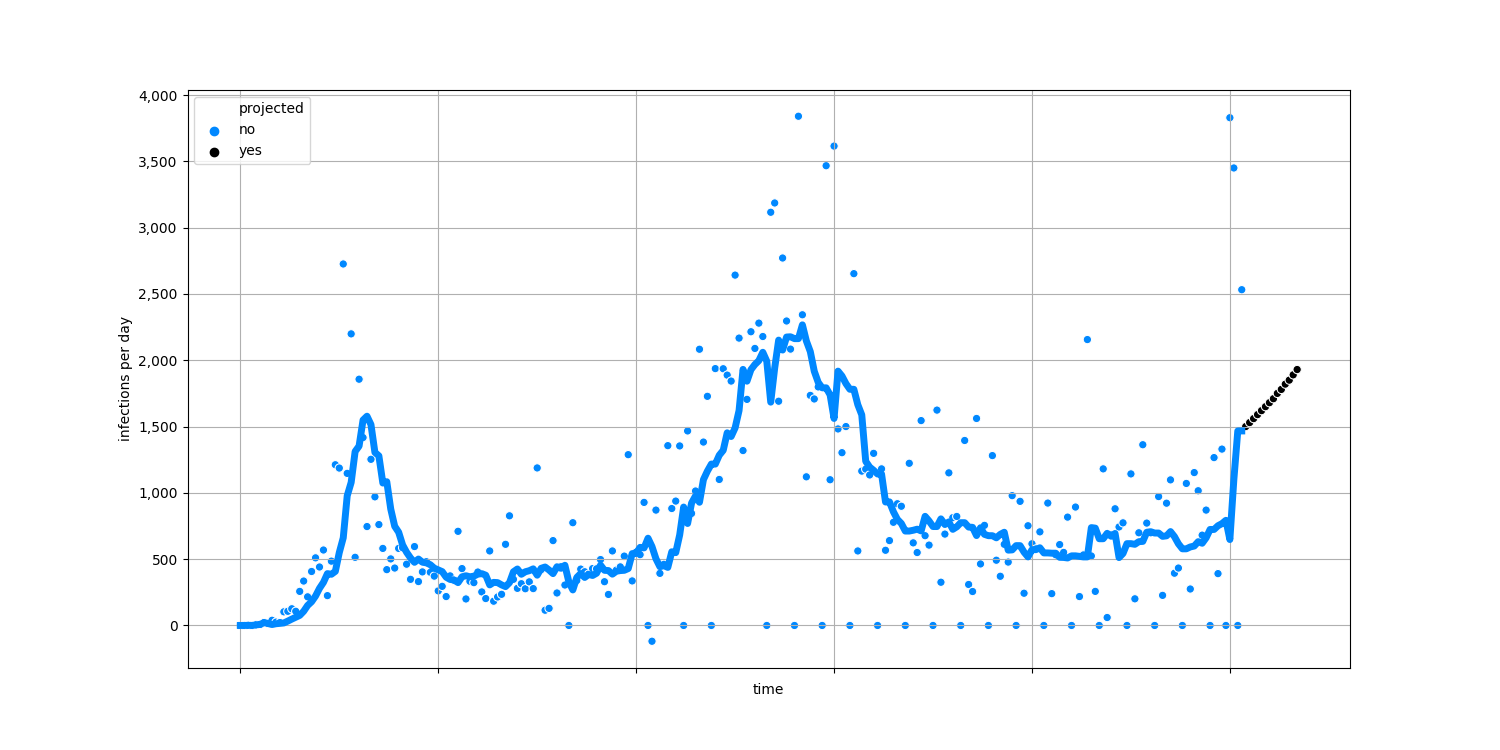 4,000
projected
no
yes
3,500
3,000
2,500
2,000
1,500
1,000
500
0
infections per day
time